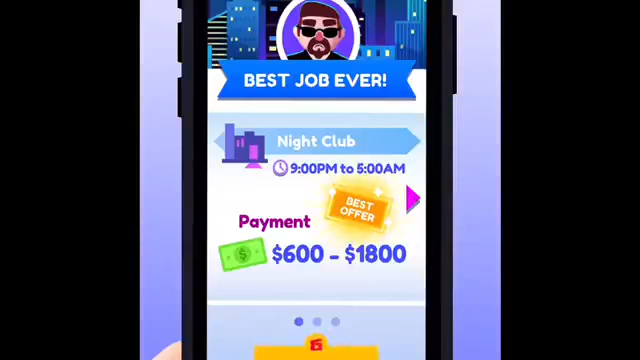 BEST JOB EVER!
Night Club
9:00PM to 5:00AM
BEST
OFFER
Payment
$600 - $1800